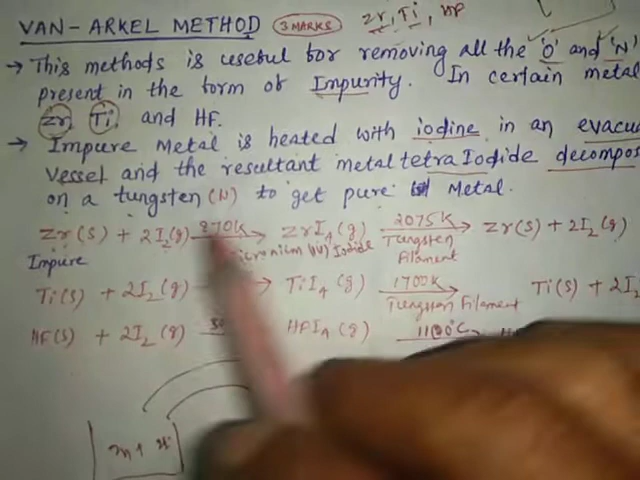 VAN-ARKEL METHOD (3 MARKS) Zr, Ti, HF
→ This methods is useful for removing all the 'O' and 'N'
present in the form of Impurity. In certain metal
Zr, Ti, and HF.
→ Impure Metal is heated with iodine in an evacu
vessel and the resultant metal tetra Iodide decompos
on a tungsten (N) to get pure Metal.
Zr(s) + 2I₂(g) 870K → ZrI₄(g) 2075K → Zr(s) + 2I₂(g)
Impure (IV) Iodide Tungsten
Filament
Ti(s) + 2I₂(g) → TiI₄(g) 1700K → Ti(s) + 2I
Tungsten Filament
HF(s) + 2I₂(g) HFI₄(g)